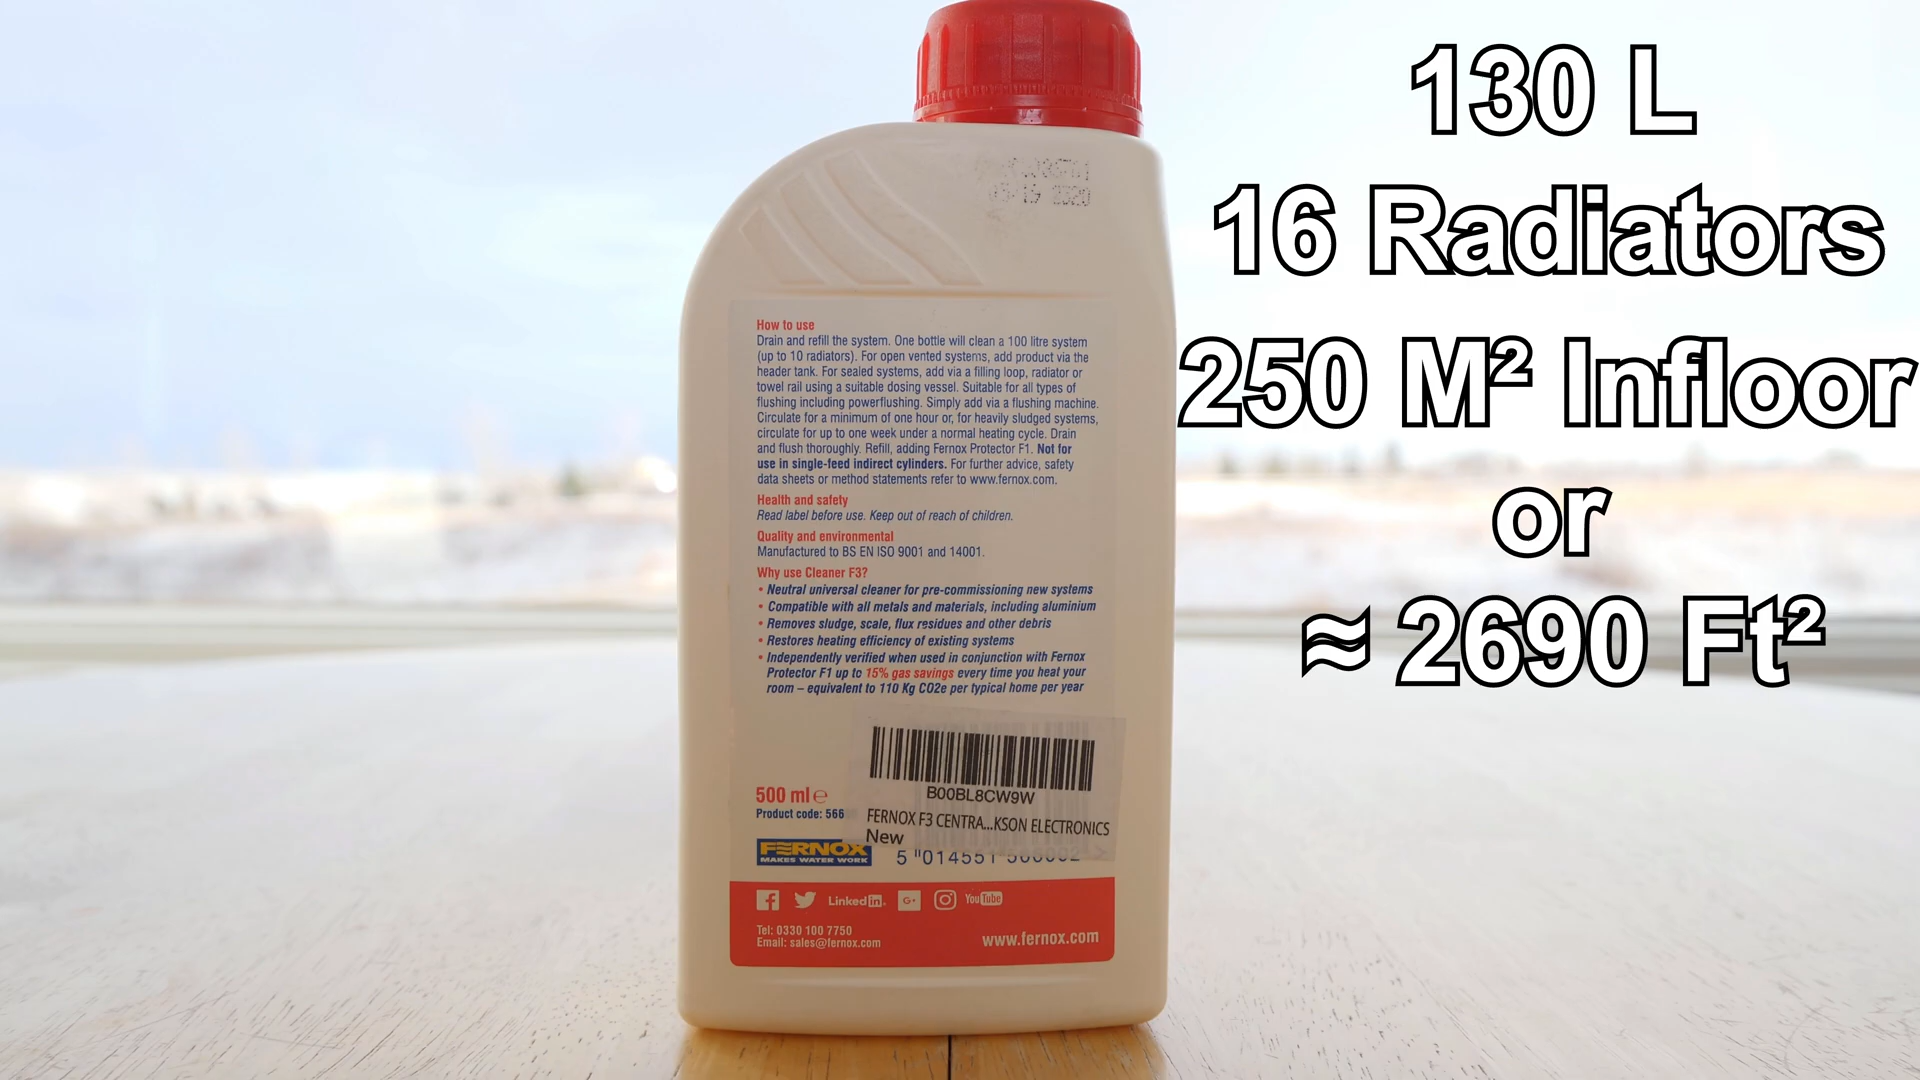 130 L
16 Radiators
250 M² Infloor
or
≈ 2690 Ft²
How to use
Drain and refill the system. One bottle will clean a 100 litre system
(up to 10 radiators). For open vented systems, add product via the
header tank. For sealed systems, add via a filling loop, radiator or
towel rail using a suitable dosing vessel. Suitable for all types of
flushing including powerflushing. Simply add via a flushing machine.
Circulate for a minimum of one hour or, for heavily sludged systems,
circulate for up to one week under a normal heating cycle. Drain
and flush thoroughly. Refill, adding Fernox Protector F1. Not for
use in single-feed indirect cylinders. For further advice, safety
data sheets or method statements refer to www.fernox.com.
Health and safety
Read label before use. Keep out of reach of children.
Quality and environmental
Manufactured to BS EN ISO 9001 and 14001.
Why use Cleaner F3?
• Neutral universal cleaner for pre-commissioning new systems
• Compatible with all metals and materials, including aluminium
• Removes sludge, scale, flux residues and other debris
• Restores heating efficiency of existing systems
• Independently verified when used in conjunction with Fernox
Protector F1 up to 15% gas savings every time you heat your
room – equivalent to 110 Kg CO2e per typical home per year
B00BL8CW9W
FERNOX F3 CENTRA...KSON ELECTRONICS
New
500 ml e
Product code: 566
FERNOX
MAKES WATER WORK
5 "014551
LinkedIn
G+
YouTube
Tel: 0330 100 7750
Email: sales@fernox.com
www.fernox.com